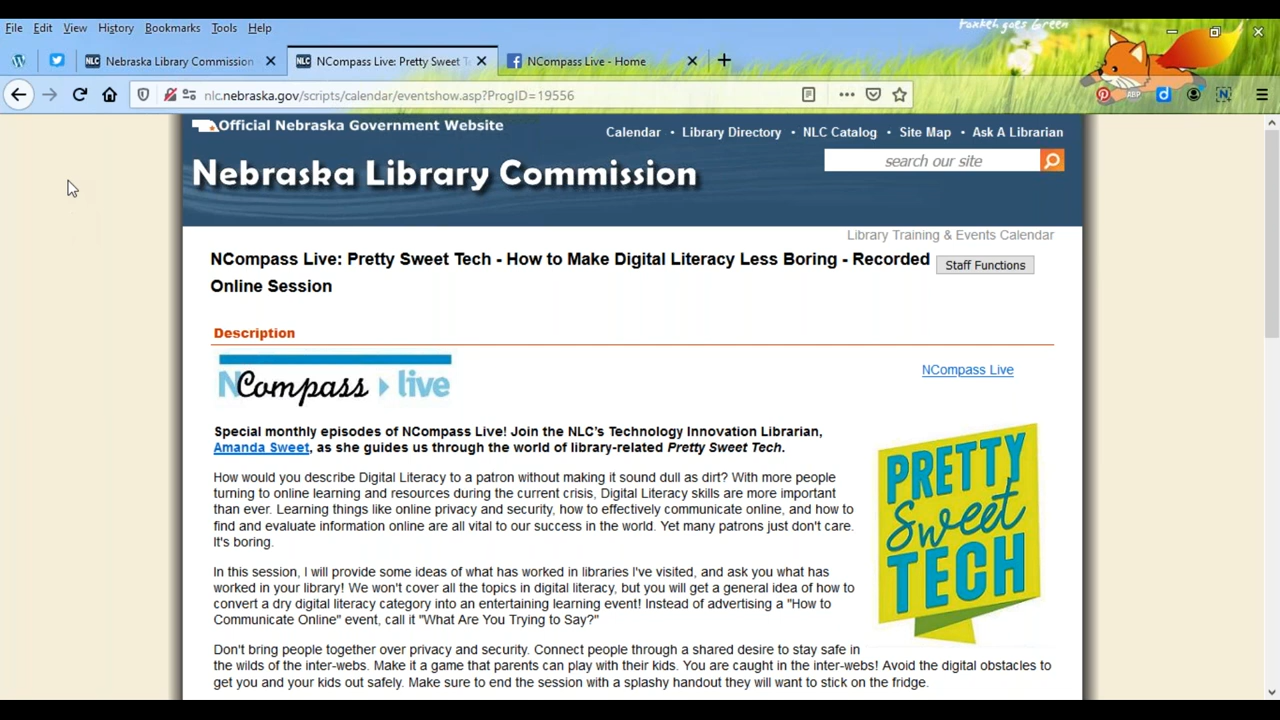 foxkeh goes Green
File Edit View History Bookmarks Tools Help
Nebraska Library Commission
NCompass Live: Pretty Sweet T
NCompass Live - Home
nlc.nebraska.gov/scripts/calendar/eventshow.asp?ProgID=19556
Official Nebraska Government Website
Calendar • Library Directory • NLC Catalog • Site Map • Ask A Librarian
Nebraska Library Commission
search our site
Library Training & Events Calendar
NCompass Live: Pretty Sweet Tech - How to Make Digital Literacy Less Boring - Recorded
Online Session
Staff Functions
Description
NCompass live
NCompass Live
Special monthly episodes of NCompass Live! Join the NLC's Technology Innovation Librarian,
Amanda Sweet, as she guides us through the world of library-related Pretty Sweet Tech.
How would you describe Digital Literacy to a patron without making it sound dull as dirt? With more people
turning to online learning and resources during the current crisis, Digital Literacy skills are more important
than ever. Learning things like online privacy and security, how to effectively communicate online, and how to
find and evaluate information online are all vital to our success in the world. Yet many patrons just don't care.
It's boring.
In this session, I will provide some ideas of what has worked in libraries I've visited, and ask you what has
worked in your library! We won't cover all the topics in digital literacy, but you will get a general idea of how to
convert a dry digital literacy category into an entertaining learning event! Instead of advertising a "How to
Communicate Online" event, call it "What Are You Trying to Say?"
PRETTY
Sweet
TECH
Don't bring people together over privacy and security. Connect people through a shared desire to stay safe in
the wilds of the inter-webs. Make it a game that parents can play with their kids. You are caught in the inter-webs! Avoid the digital obstacles to
get you and your kids out safely. Make sure to end the session with a splashy handout they will want to stick on the fridge.